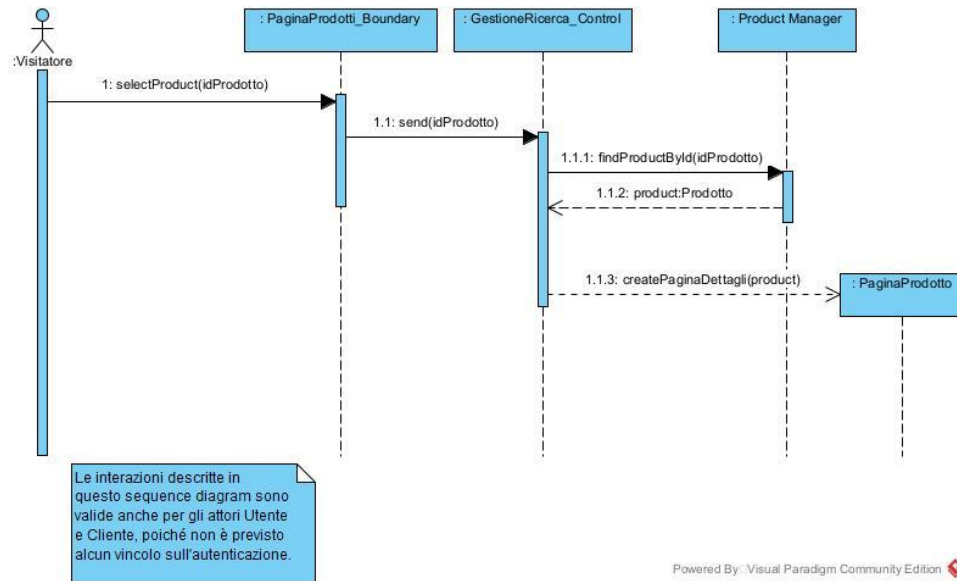 : PaginaProdotti_Boundary
: GestioneRicerca_Control
: Product Manager
:Visitatore
1: selectProduct(idProdotto)
1.1: send(idProdotto)
1.1.1: findProductById(idProdotto)
1.1.2: product:Prodotto
1.1.3: createPaginaDettagli(product)
: PaginaProdotto
Le interazioni descritte in
questo sequence diagram sono
valide anche per gli attori Utente
e Cliente, poiché non è previsto
alcun vincolo sull'autenticazione.
Powered By Visual Paradigm Community Edition